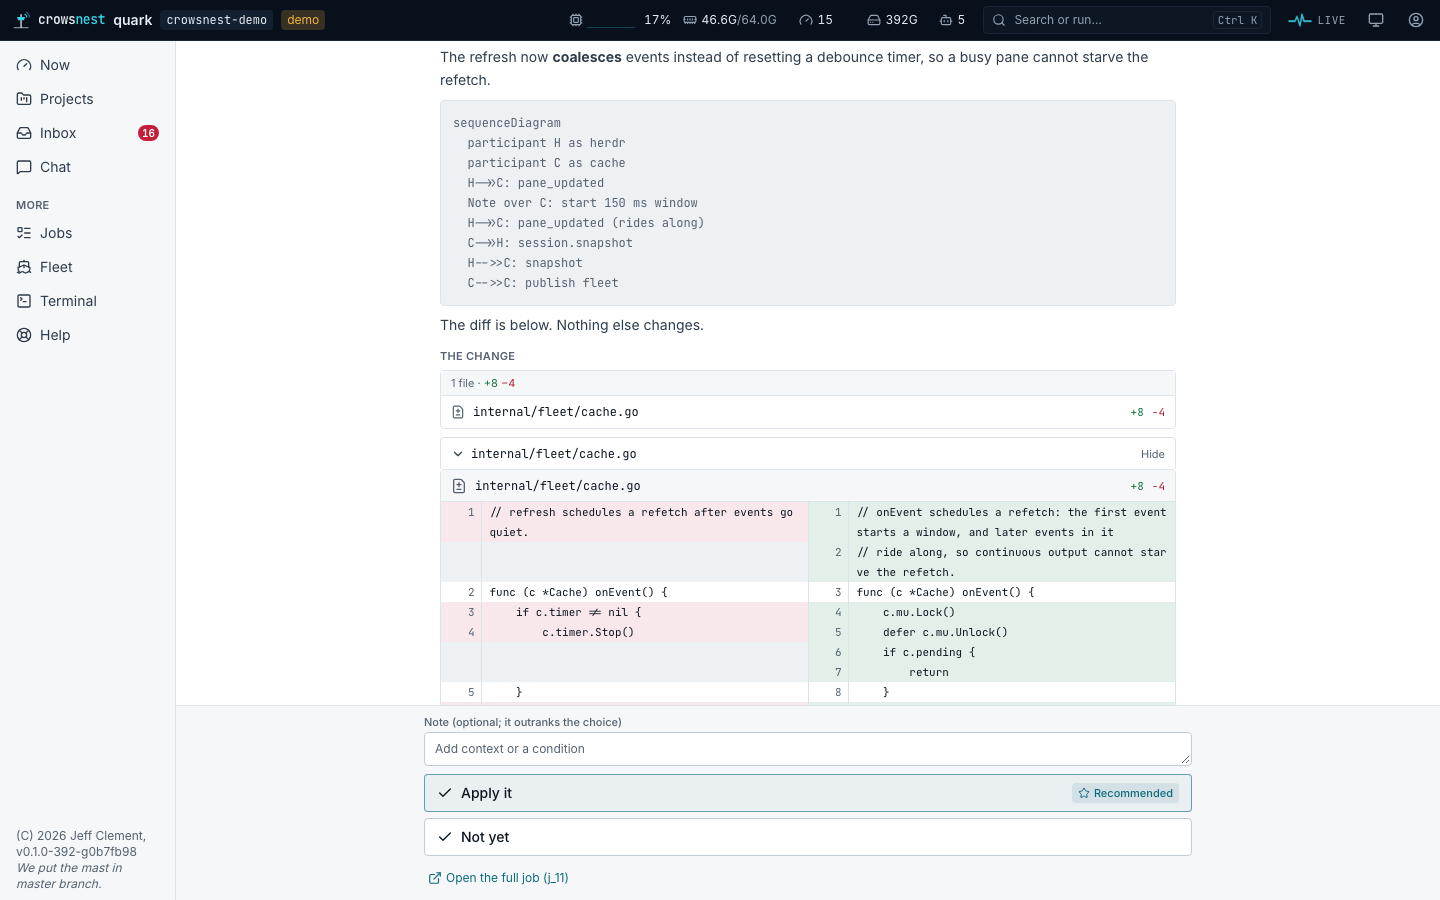 crowsnest quark crowsnest-demo demo 17% 46.6G/64.0G 15 392G 5 Search or run... Ctrl K LIVE
Now
Projects
Inbox 16
Chat
MORE
Jobs
Fleet
Terminal
Help
(C) 2026 Jeff Clement,
v0.1.0-392-g0b7fb98
We put the mast in
master branch.
The refresh now coalesces events instead of resetting a debounce timer, so a busy pane cannot starve the
refetch.
sequenceDiagram
participant H as herdr
participant C as cache
H->>C: pane_updated
Note over C: start 150 ms window
H->>C: pane_updated (rides along)
C->>H: session.snapshot
H-->>C: snapshot
C-->>C: publish fleet
The diff is below. Nothing else changes.
THE CHANGE
1 file · +8 −4
internal/fleet/cache.go +8 -4
internal/fleet/cache.go Hide
internal/fleet/cache.go +8 -4
1 // refresh schedules a refetch after events go
quiet.
2 func (c *Cache) onEvent() {
3 if c.timer != nil {
4 c.timer.Stop()
5 }
1 // onEvent schedules a refetch: the first event
starts a window, and later events in it
2 // ride along, so continuous output cannot star
ve the refetch.
3 func (c *Cache) onEvent() {
4 c.mu.Lock()
5 defer c.mu.Unlock()
6 if c.pending {
7 return
8 }
Note (optional; it outranks the choice)
Add context or a condition
Apply it Recommended
Not yet
Open the full job (j_11)